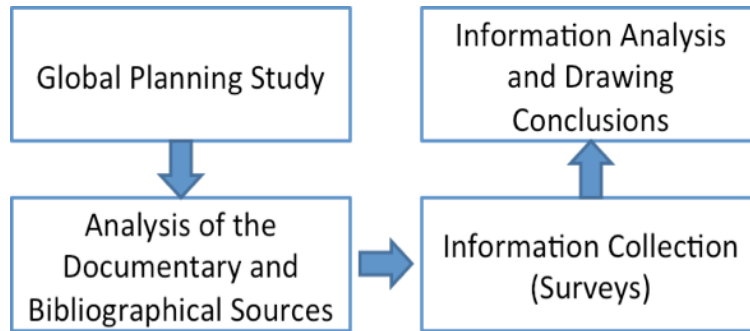 Global Planning Study
Analysis of the
Documentary and
Bibliographical Sources
Information Collection
(Surveys)
Information Analysis
and Drawing
Conclusions